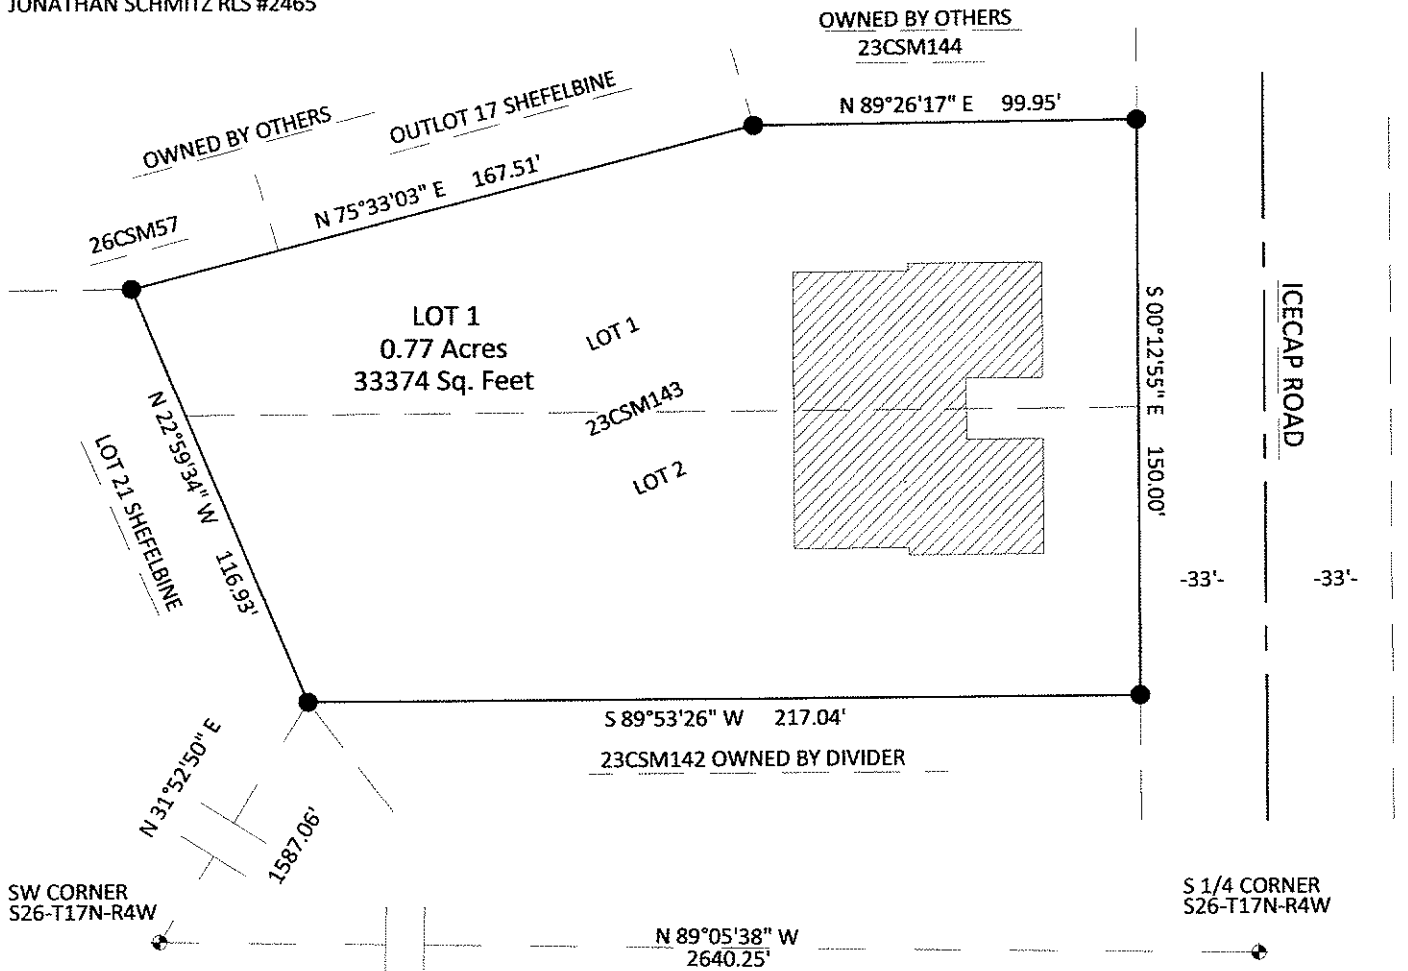 JONATHAN SCHMITZ RLS #2465
OWNED BY OTHERS
23CSM144
N 89°26'17" E 99.95'
OWNED BY OTHERS
OUTLOT 17 SHEFELBINE
26CSM57
N 75°33'03" E 167.51'
LOT 1
0.77 Acres
33374 Sq. Feet
LOT 1
23CSM143
LOT 2
S 00°12'55" E 150.00'
ICECAP ROAD
N 22°59'34" W 116.93'
LOT 21 SHEFELBINE
-33'-
-33'-
S 89°53'26" W 217.04'
23CSM142 OWNED BY DIVIDER
N 31°52'50" E
1587.06'
SW CORNER
S26-T17N-R4W
S 1/4 CORNER
S26-T17N-R4W
N 89°05'38" W
2640.25'